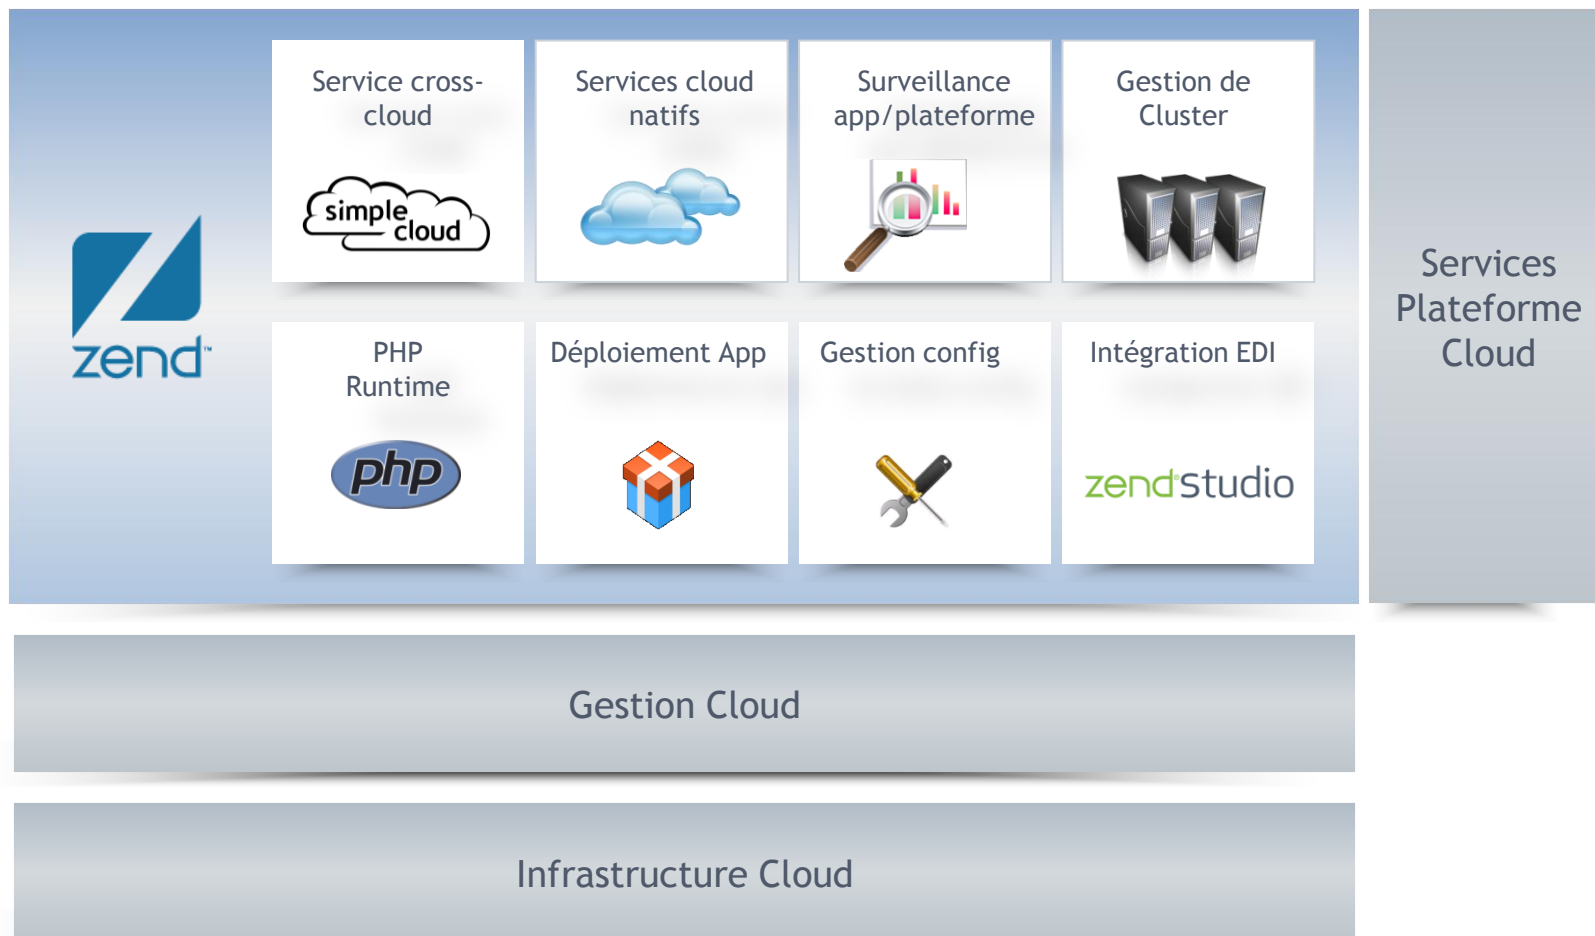 Service cross-
cloud
simple
cloud
Services cloud
natifs
Surveillance
app/plateforme
Gestion de
Cluster
zend™
PHP
Runtime
php
Déploiement App
Gestion config
Intégration EDI
zend studio
Services
Plateforme
Cloud
Gestion Cloud
Infrastructure Cloud